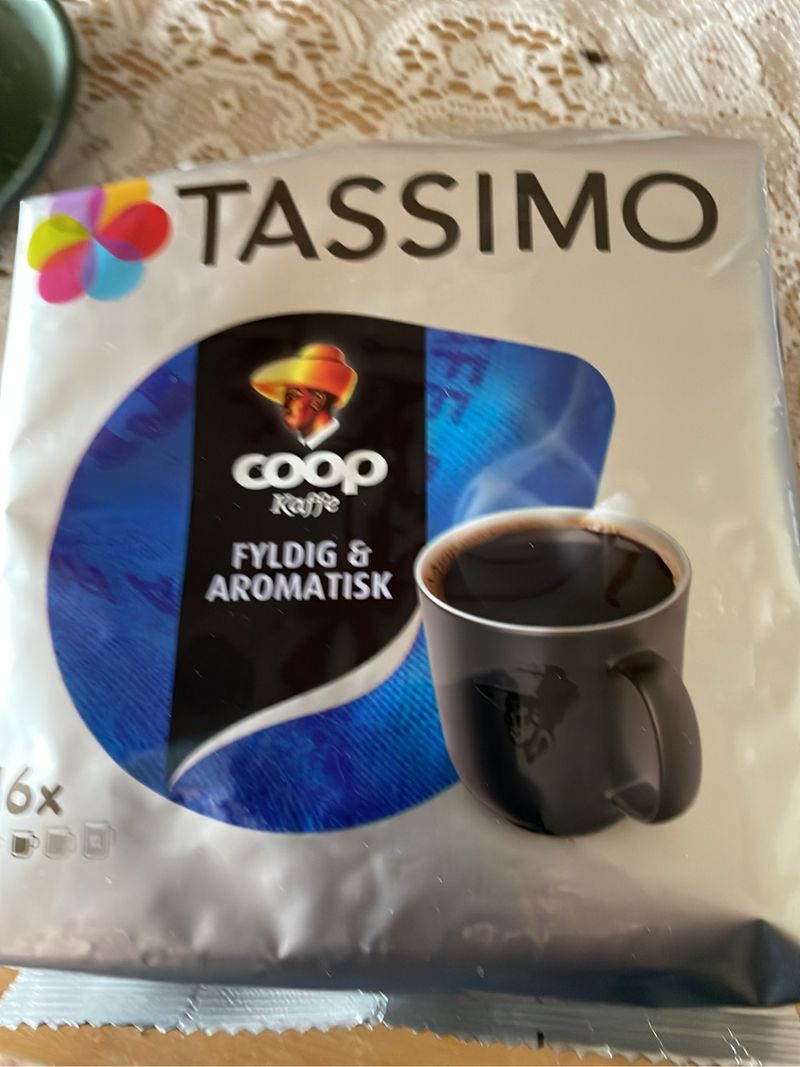 TASSIMO
coop
Kaffe
FYLDIG &
AROMATISK
16x